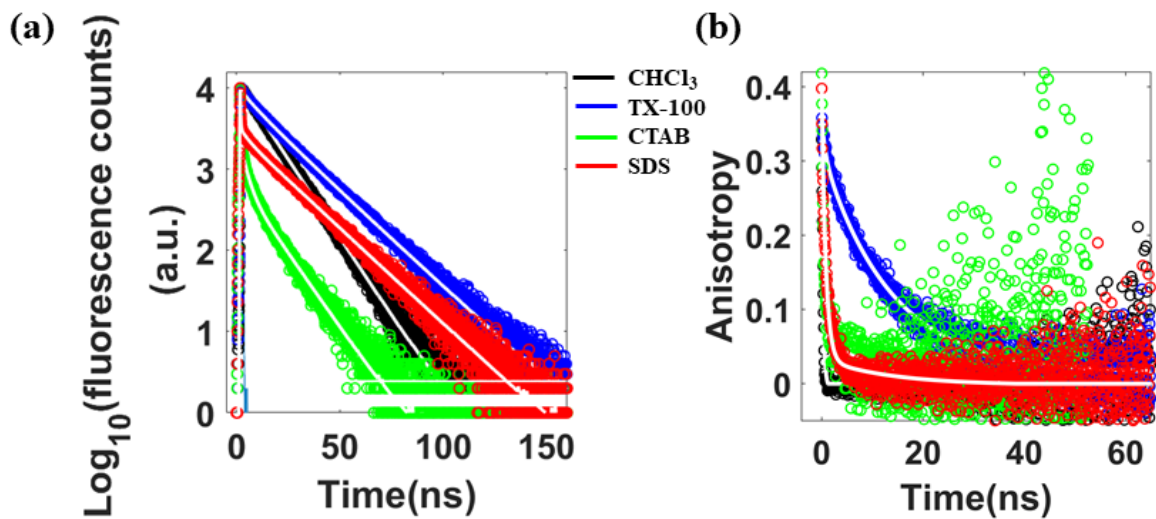 (a)
Log10(fluorescence counts)
(a.u.)
4
3
2
1
0
0
50
100
150
Time(ns)
CHCl3
TX-100
CTAB
SDS
(b)
Anisotropy
0.4
0.3
0.2
0.1
0
0
20
40
60
Time(ns)